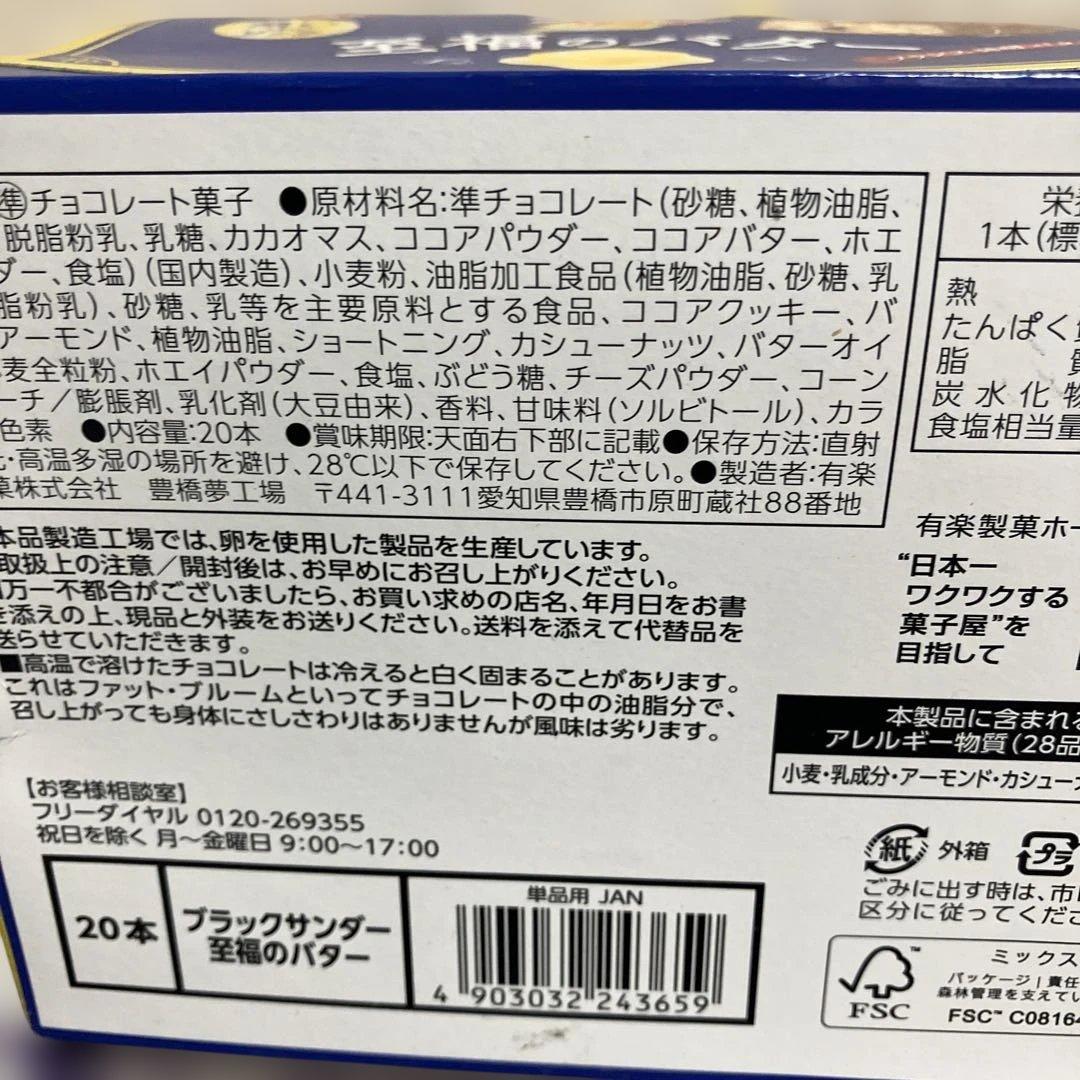 至福のバター
準チョコレート菓子 ●原材料名:準チョコレート(砂糖、植物油脂、
脱脂粉乳、乳糖、カカオマス、ココアパウダー、ココアバター、ホエ
ダー、食塩)(国内製造)、小麦粉、油脂加工食品(植物油脂、砂糖、乳
脂粉乳)、砂糖、乳等を主要原料とする食品、ココアクッキー、バ
アーモンド、植物油脂、ショートニング、カシューナッツ、バターオイ
麦全粒粉、ホエイパウダー、食塩、ぶどう糖、チーズパウダー、コーン
ーチ/膨脹剤、乳化剤(大豆由来)、香料、甘味料(ソルビトール)、カラ
色素 ●内容量:20本 ●賞味期限:天面右下部に記載●保存方法:直射
・高温多湿の場所を避け、28℃以下で保存してください。●製造者:有楽
菓株式会社 豊橋夢工場 〒441-3111愛知県豊橋市原町蔵社88番地
本品製造工場では、卵を使用した製品を生産しています。
取扱上の注意/開封後は、お早めにお召し上がりください。
万一不都合がございましたら、お買い求めの店名、年月日をお書
を添えの上、現品と外装をお送りください。送料を添えて代替品を
送らせていただきます。
■高温で溶けたチョコレートは冷えると白く固まることがあります。
これはファット・ブルームといってチョコレートの中の油脂分で、
召し上がっても身体にさしさわりはありませんが風味は劣ります。
【お客様相談室】
フリーダイヤル 0120-269355
祝日を除く 月~金曜日 9:00~17:00
20本
ブラックサンダー
至福のバター
単品用 JAN
4 903032 243659
栄
1本(標
熱
たんぱく
脂 質
炭水化物
食塩相当量
有楽製菓ホー
“日本一
ワクワクする
菓子屋”を
目指して
本製品に含まれる
アレルギー物質(28品
小麦・乳成分・アーモンド・カシューナ
紙 外箱 プラ
ごみに出す時は、市
区分に従ってくださ
FSC™
ミックス
パッケージ|責任
森林管理を支えてい
FSC™ C08164